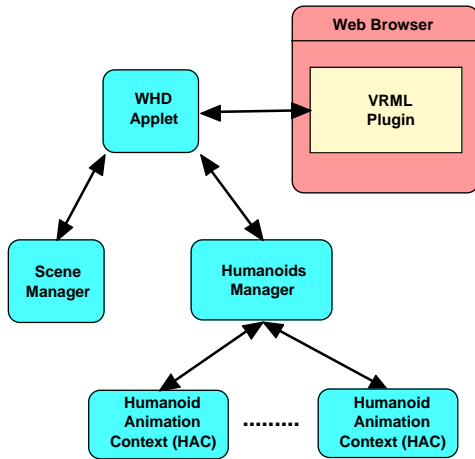 Web Browser
WHD
Applet
VRML
Plugin
Scene
Manager
Humanoids
Manager
Humanoid
Animation
Context (HAC)
.........
Humanoid
Animation
Context (HAC)